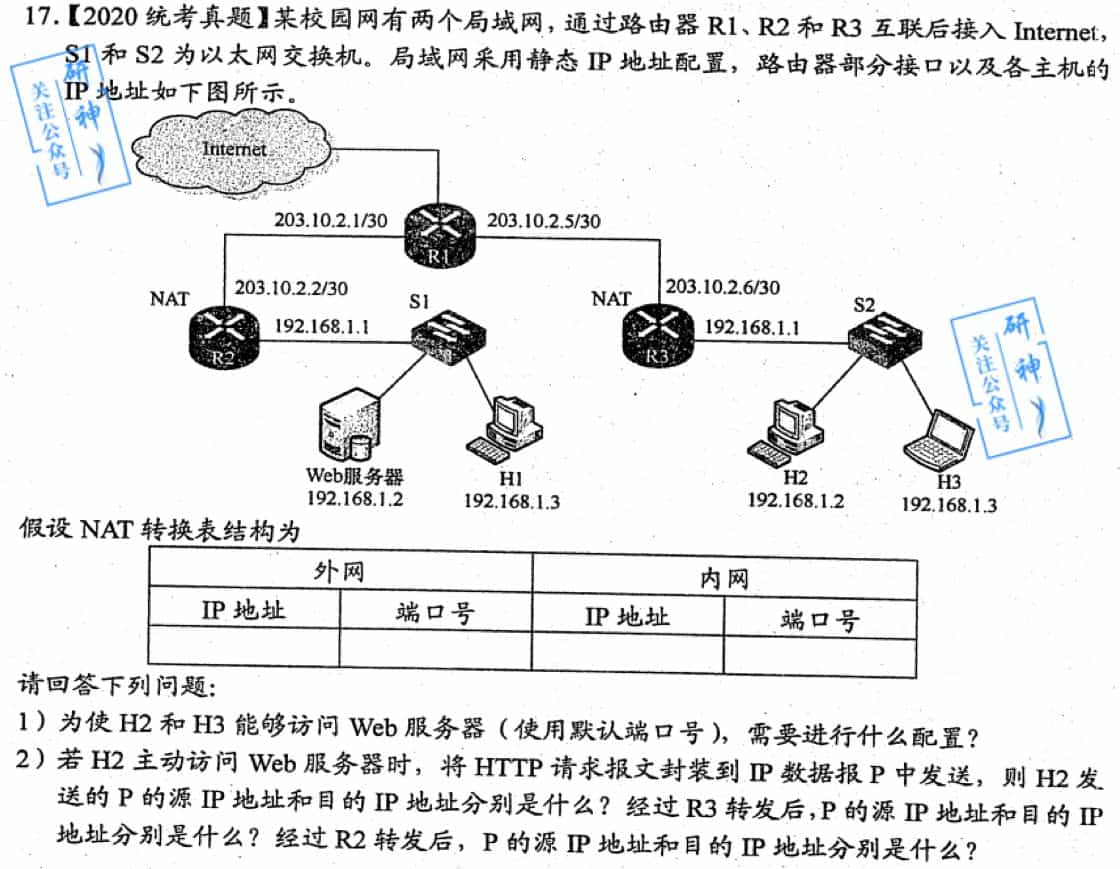 17.【2020 统考真题】某校园网有两个局域网，通过路由器 R1、R2 和 R3 互联后接入 Internet，
S1 和 S2 为以太网交换机。局域网采用静态 IP 地址配置，路由器部分接口以及各主机的
IP 地址如下图所示。
研神
关注公众号
Internet
203.10.2.1/30
203.10.2.5/30
R1
NAT
203.10.2.2/30
S1
NAT
203.10.2.6/30
S2
192.168.1.1
192.168.1.1
R2
R3
研神
关注公众号
Web服务器
192.168.1.2
H1
192.168.1.3
H2
192.168.1.2
H3
192.168.1.3
假设 NAT 转换表结构为
外网 内网
IP 地址 端口号 IP 地址 端口号
请回答下列问题：
1）为使 H2 和 H3 能够访问 Web 服务器（使用默认端口号），需要进行什么配置？
2）若 H2 主动访问 Web 服务器时，将 HTTP 请求报文封装到 IP 数据报 P 中发送，则 H2 发
送的 P 的源 IP 地址和目的 IP 地址分别是什么？经过 R3 转发后，P 的源 IP 地址和目的 IP
地址分别是什么？经过 R2 转发后，P 的源 IP 地址和目的 IP 地址分别是什么？